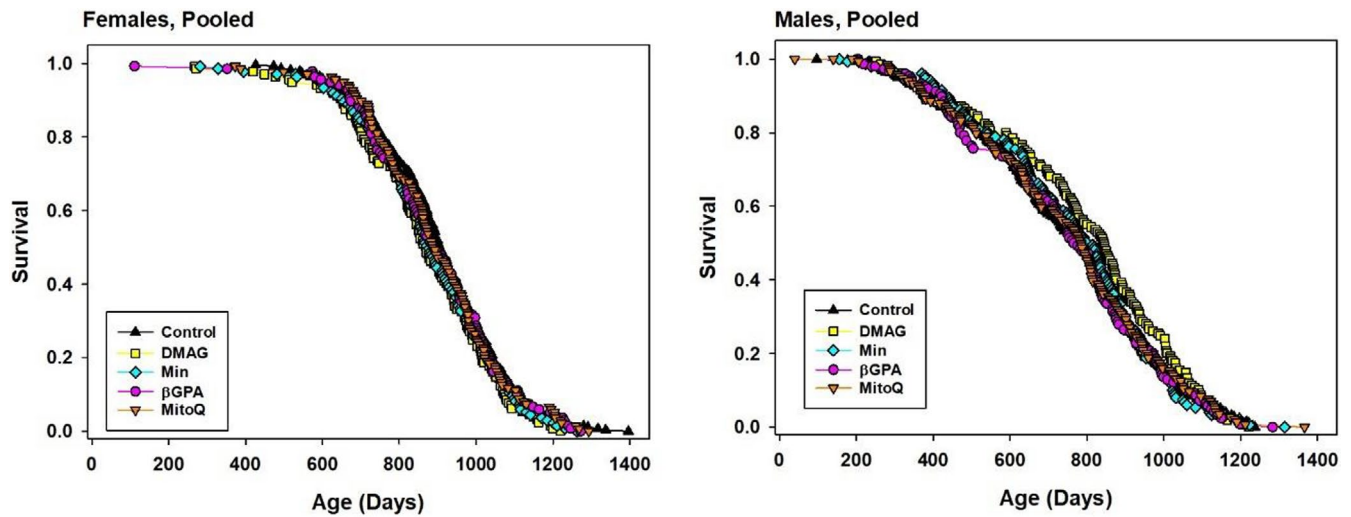 Females, Pooled
1.0
0.8
0.6
0.4
0.2
0.0
Survival
Control
DMAG
Min
βGPA
MitoQ
0 200 400 600 800 1000 1200 1400
Age (Days)
Males, Pooled
1.0
0.8
0.6
0.4
0.2
0.0
Survival
Control
DMAG
Min
βGPA
MitoQ
0 200 400 600 800 1000 1200 1400
Age (Days)